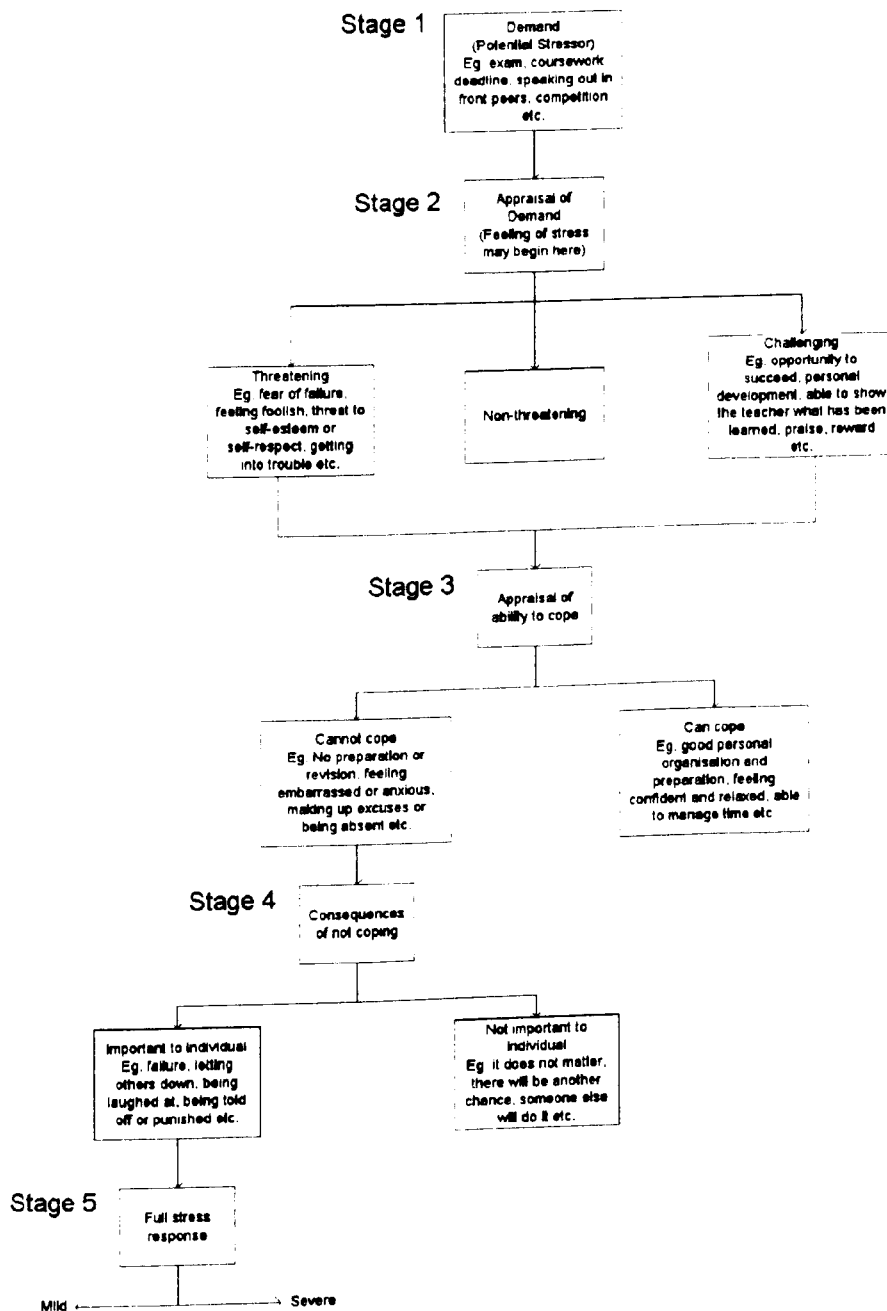 Stage 1
Demand
(Potential Stressor)
Eg. exam, coursework
deadline, speaking out in
front peers, competition
etc.
Stage 2
Appraisal of
Demand
(Feeling of stress
may begin here)
Threatening
Eg. fear of failure,
feeling foolish, threat to
self-esteem or
self-respect, getting
into trouble etc.
Non-threatening
Challenging
Eg. opportunity to
succeed, personal
development, able to show
the teacher what has been
learned, praise, reward
etc.
Stage 3
Appraisal of
ability to cope
Cannot cope
Eg. No preparation or
revision, feeling
embarrassed or anxious,
making up excuses or
being absent etc.
Can cope
Eg. good personal
organisation and
preparation, feeling
confident and relaxed, able
to manage time etc
Stage 4
Consequences
of not coping
Important to individual
Eg. failure, letting
others down, being
laughed at, being told
off or punished etc.
Not important to
individual
Eg. it does not matter,
there will be another
chance, someone else
will do it etc.
Stage 5
Full stress
response
Mild
Severe